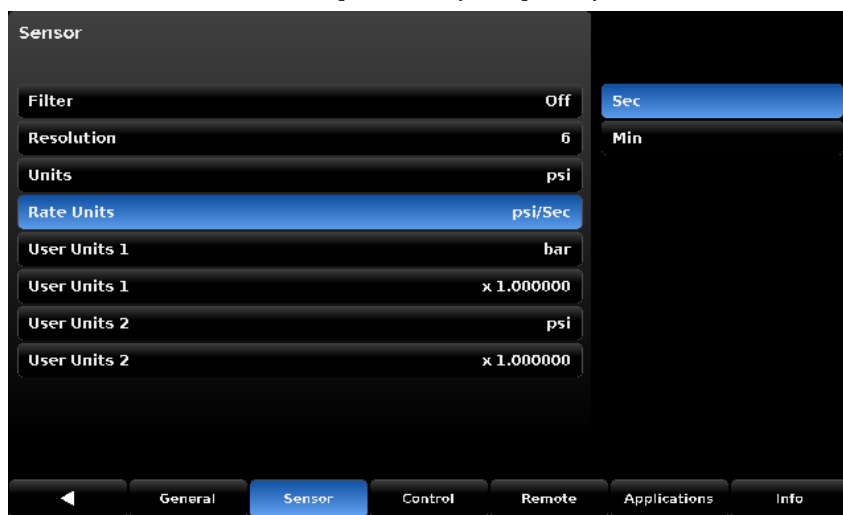 Sensor
Filter Off
Resolution 6
Units psi
Rate Units psi/Sec
User Units 1 bar
User Units 1 x 1.000000
User Units 2 psi
User Units 2 x 1.000000
Sec
Min
General Sensor Control Remote Applications Info